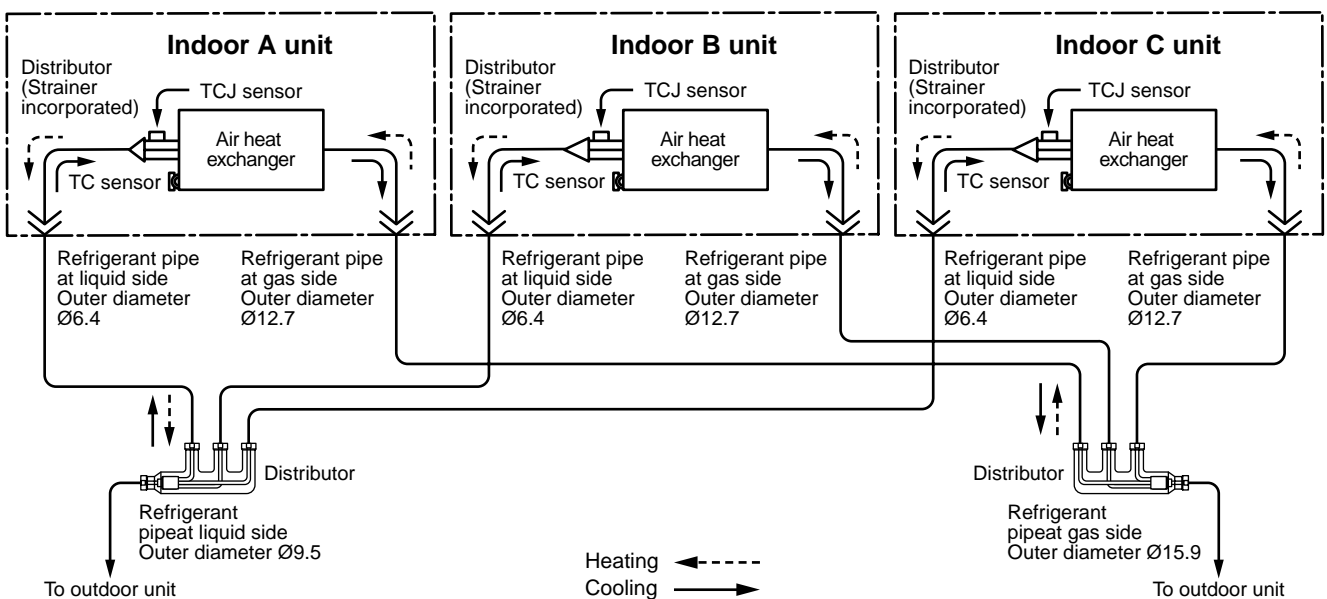 Indoor A unit
Distributor
(Strainer
incorporated)
TCJ sensor
Air heat
exchanger
TC sensor
Refrigerant pipe
at liquid side
Outer diameter
Ø6.4
Refrigerant pipe
at gas side
Outer diameter
Ø12.7
Indoor B unit
Distributor
(Strainer
incorporated)
TCJ sensor
Air heat
exchanger
TC sensor
Refrigerant pipe
at liquid side
Outer diameter
Ø6.4
Refrigerant pipe
at gas side
Outer diameter
Ø12.7
Indoor C unit
Distributor
(Strainer
incorporated)
TCJ sensor
Air heat
exchanger
TC sensor
Refrigerant pipe
at liquid side
Outer diameter
Ø6.4
Refrigerant pipe
at gas side
Outer diameter
Ø12.7
Distributor
Refrigerant
pipeat liquid side
Outer diameter Ø9.5
To outdoor unit
Heating
Cooling
Distributor
Refrigerant
pipeat gas side
Outer diameter Ø15.9
To outdoor unit